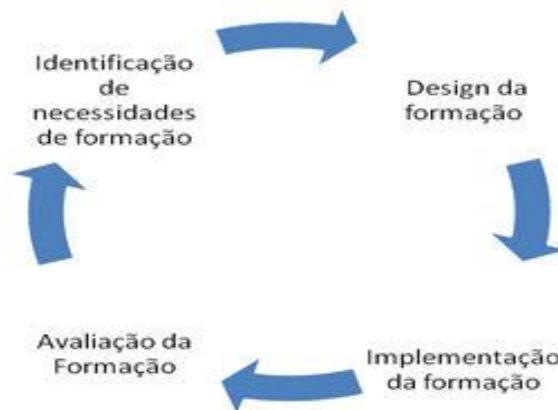 Identificação
de
necessidades
de formação
Design da
formação
Implementação
da formação
Avaliação da
Formação